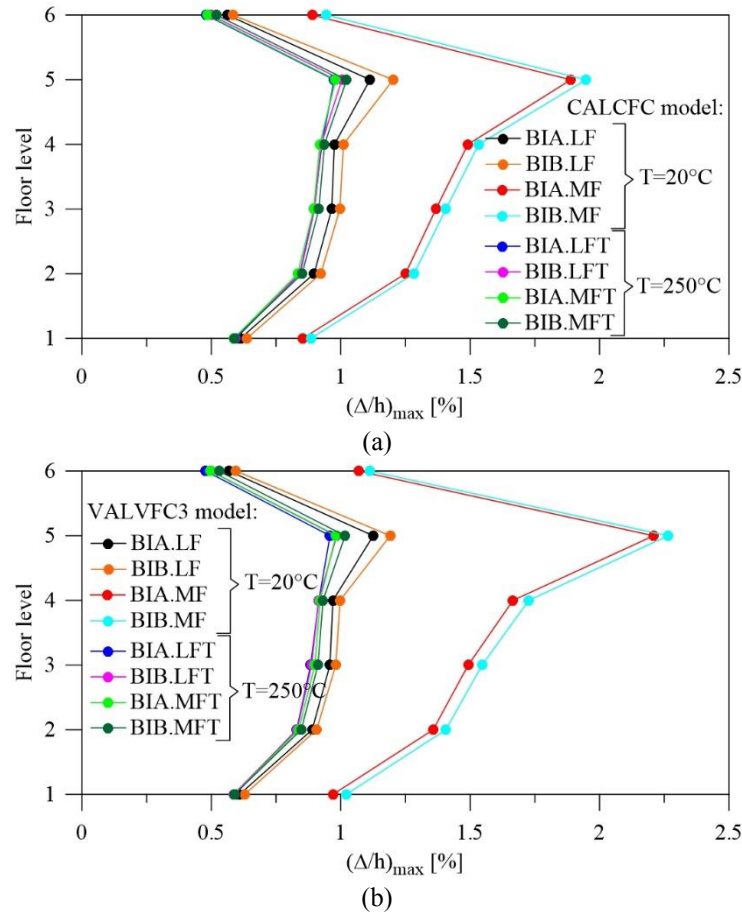 6
5
4
3
2
1
Floor level
CALCFC model:
BIA.LF
BIB.LF
BIA.MF
BIB.MF
T=20°C
BIA.LFT
BIB.LFT
BIA.MFT
BIB.MFT
T=250°C
0 0.5 1 1.5 2 2.5
(Δ/h)max [%]
(a)
6
5
4
3
2
1
Floor level
VALVFC3 model:
BIA.LF
BIB.LF
BIA.MF
BIB.MF
T=20°C
BIA.LFT
BIB.LFT
BIA.MFT
BIB.MFT
T=250°C
0 0.5 1 1.5 2 2.5
(Δ/h)max [%]
(b)